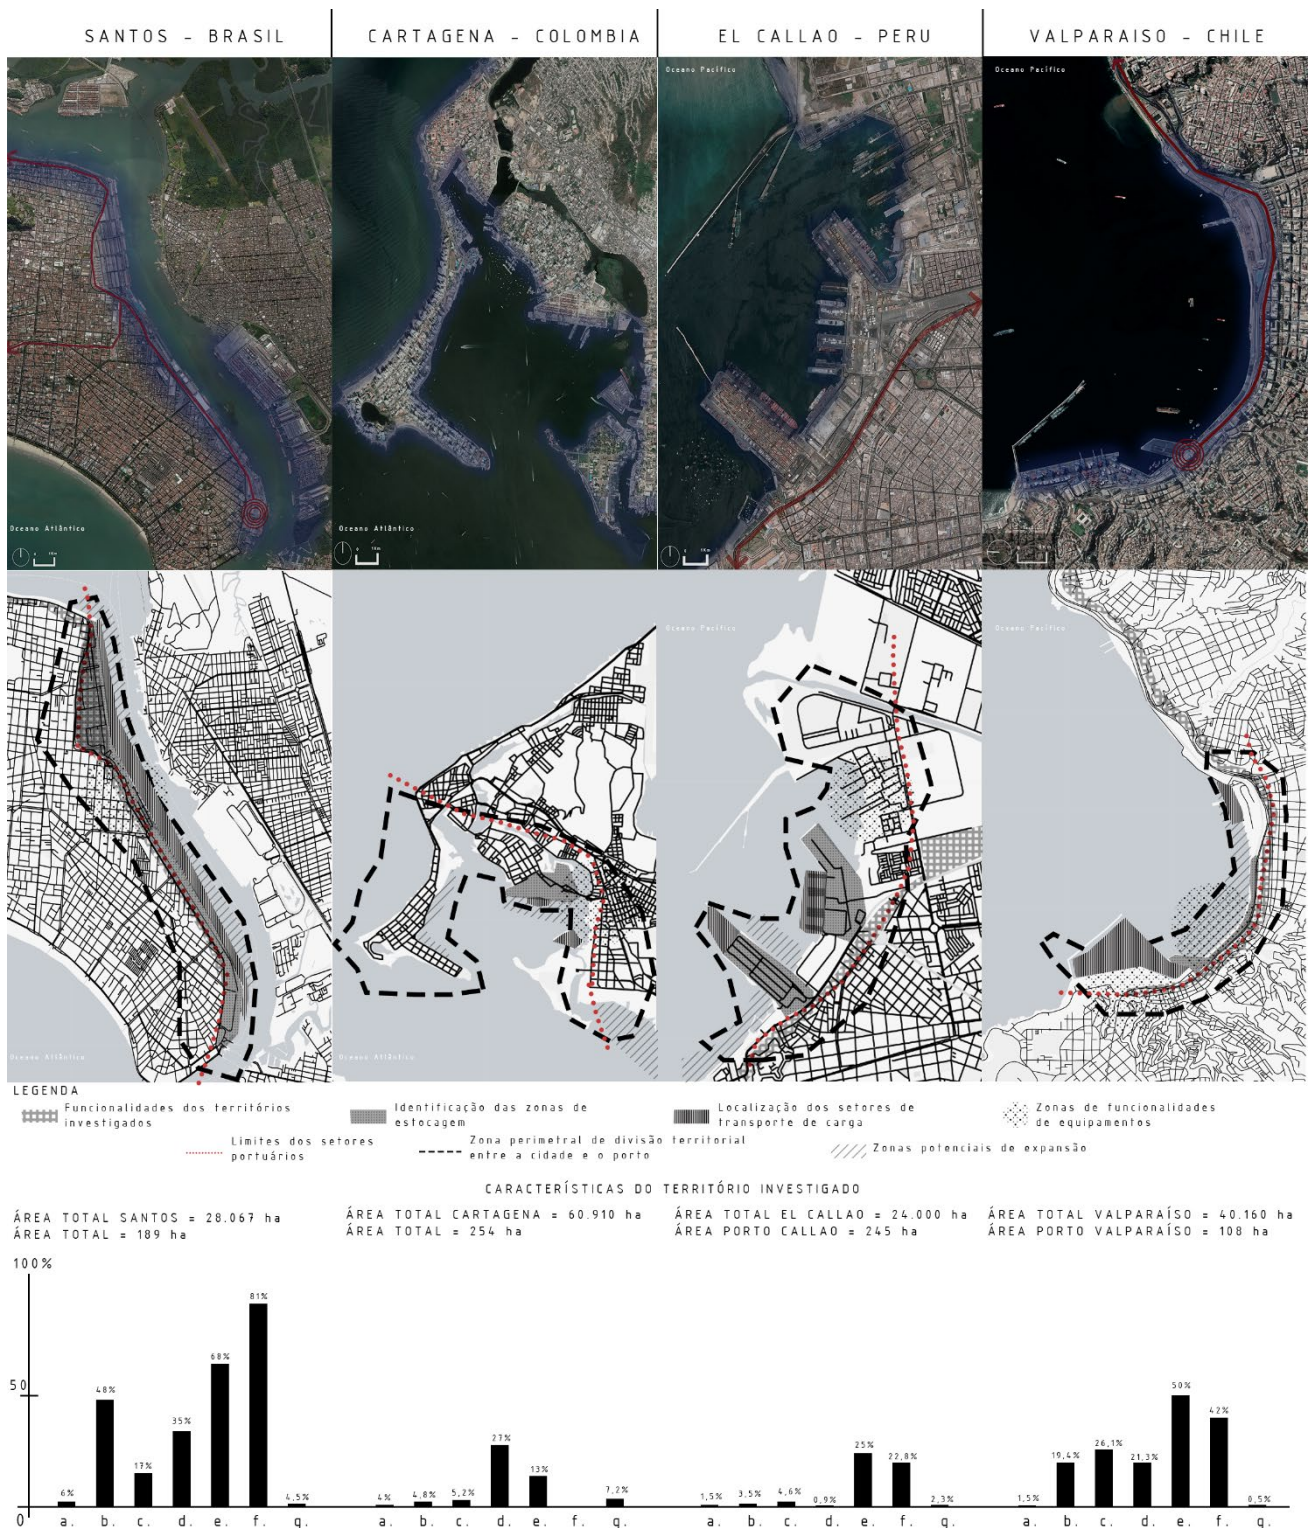 SANTOS - BRASIL
CARTAGENA - COLOMBIA
EL CALLAO - PERU
VALPARAISO - CHILE
Oceano Pacífico
Oceano Pacífico
Oceano Atlântico
Oceano Atlântico
Oceano Pacífico
Oceano Pacífico
Oceano Atlântico
Oceano Atlântico
LEGENDA
Funcionalidades dos territórios
investigados
Identificação das zonas de
estocagem
Localização dos setores de
transporte de carga
Zonas de funcionalidades
de equipamentos
Limites dos setores
portuários
Zona perimetral de divisão territorial
entre a cidade e o porto
Zonas potenciais de expansão
CARACTERÍSTICAS DO TERRITÓRIO INVESTIGADO
ÁREA TOTAL SANTOS = 28.067 ha
ÁREA TOTAL = 189 ha
ÁREA TOTAL CARTAGENA = 60.910 ha
ÁREA TOTAL = 254 ha
ÁREA TOTAL EL CALLAO = 24.000 ha
ÁREA PORTO CALLAO = 245 ha
ÁREA TOTAL VALPARAÍSO = 40.160 ha
ÁREA PORTO VALPARAÍSO = 108 ha
100%
50
0
6% 48% 17% 35% 68% 81% 4,5%
a. b. c. d. e. f. g.
4% 4,8% 5,2% 27% 13% 7,2%
a. b. c. d. e. f. g.
1,5% 3,5% 4,6% 0,9% 25% 22,8% 2,3%
a. b. c. d. e. f. g.
1,5% 19,4% 26,1% 21,3% 50% 42% 0,5%
a. b. c. d. e. f. g.